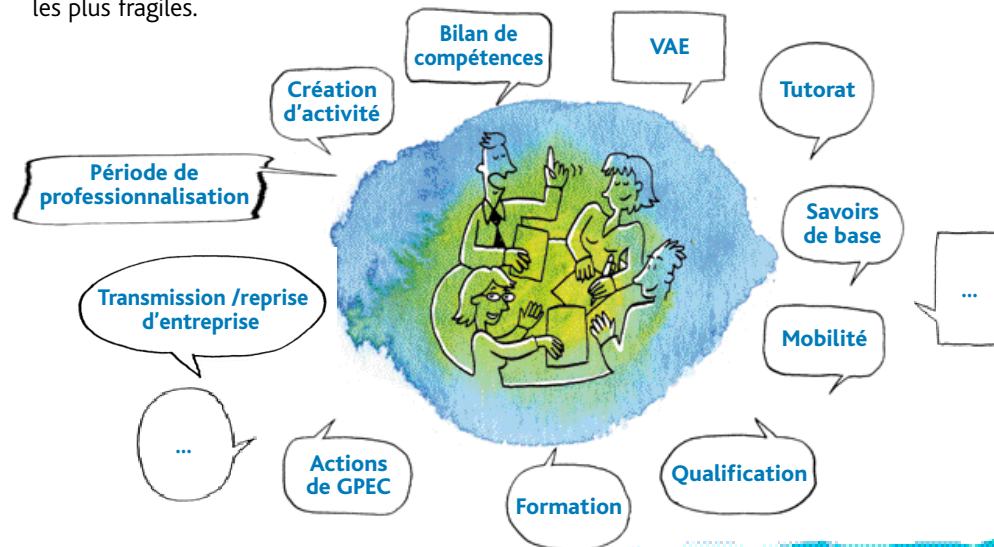 les plus fragiles.
Bilan de
compétences
VAE
Tutorat
Création
d'activité
Période de
professionnalisation
Savoirs
de base
...
Transmission /reprise
d'entreprise
Mobilité
...
Actions
de GPEC
Formation
Qualification